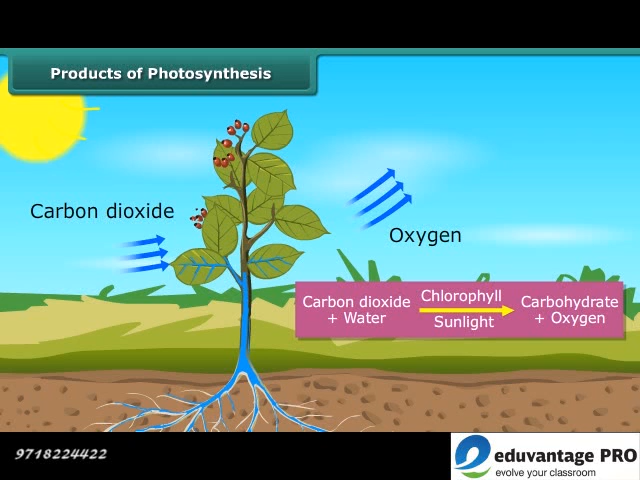 Products of Photosynthesis
Carbon dioxide
Oxygen
Carbon dioxide
+ Water
Chlorophyll
Sunlight
Carbohydrate
+ Oxygen
9718224422
eduvantage PRO
evolve your classroom